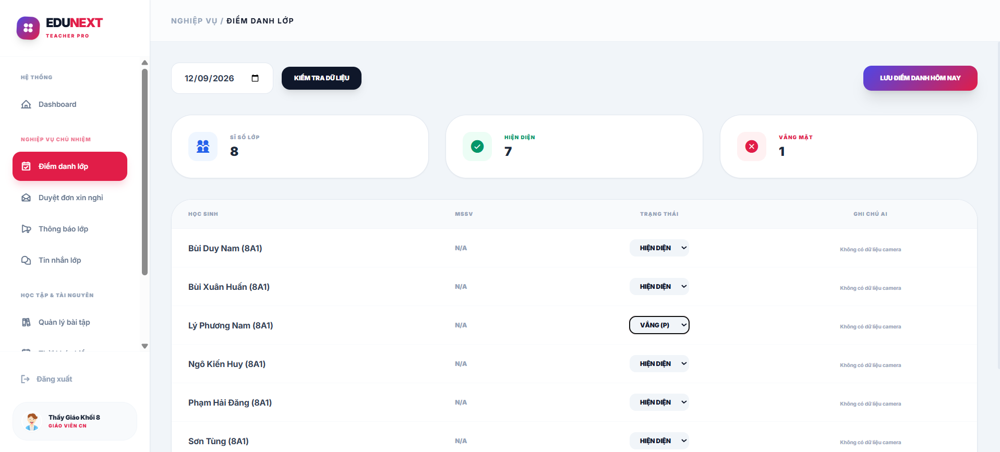 EDUNEXT
TEACHER PRO
HỆ THỐNG
Dashboard
NGHIỆP VỤ CHỦ NHIỆM
Điểm danh lớp
Duyệt đơn xin nghỉ
Thông báo lớp
Tin nhắn lớp
HỌC TẬP & TÀI NGUYÊN
Quản lý bài tập
Đăng xuất
Thầy Giáo Khối 8
GIÁO VIÊN CN
NGHIỆP VỤ / ĐIỂM DANH LỚP
12/09/2026
KIỂM TRA DỮ LIỆU
LƯU ĐIỂM DANH HÔM NAY
SĨ SỐ LỚP
8
HIỆN DIỆN
7
VẮNG MẶT
1
HỌC SINH MSSV TRẠNG THÁI GHI CHÚ AI
Bùi Duy Nam (8A1) N/A HIỆN DIỆN Không có dữ liệu camera
Bùi Xuân Huấn (8A1) N/A HIỆN DIỆN Không có dữ liệu camera
Lý Phương Nam (8A1) N/A VẮNG (P) Không có dữ liệu camera
Ngô Kiến Huy (8A1) N/A HIỆN DIỆN Không có dữ liệu camera
Phạm Hải Đăng (8A1) N/A HIỆN DIỆN Không có dữ liệu camera
Sơn Tùng (8A1) N/A HIỆN DIỆN Không có dữ liệu camera